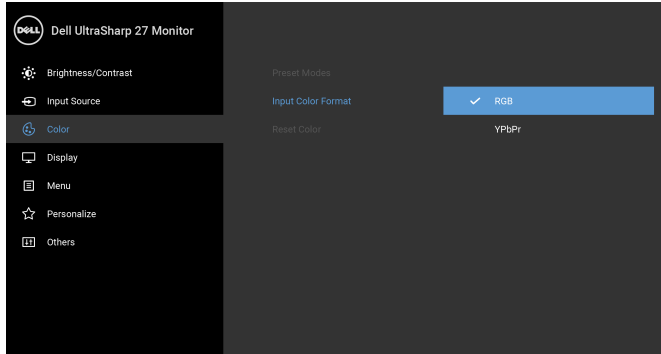 DELL Dell UltraSharp 27 Monitor
Brightness/Contrast
Preset Modes
Input Source
Input Color Format
RGB
Color
Reset Color
YPbPr
Display
Menu
Personalize
Others